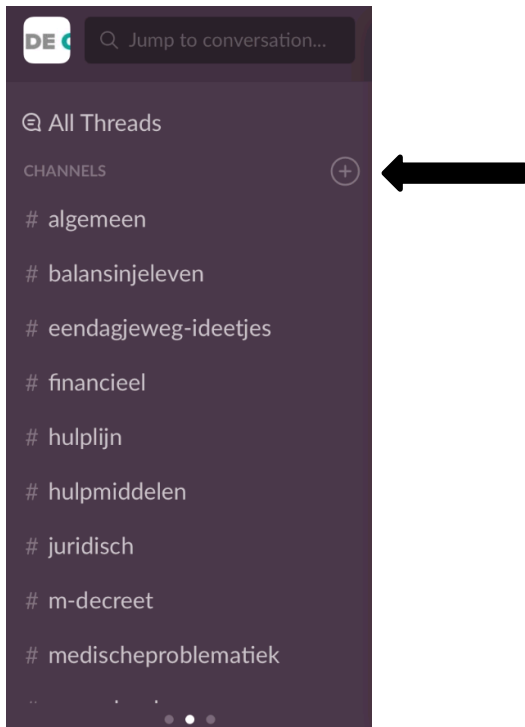 DE
Jump to conversation...
All Threads
CHANNELS
# algemeen
# balansinjeleven
# eendagjeweg-ideetjes
# financieel
# hulplijn
# hulpmiddelen
# juridisch
# m-decreet
# medischeproblematiek